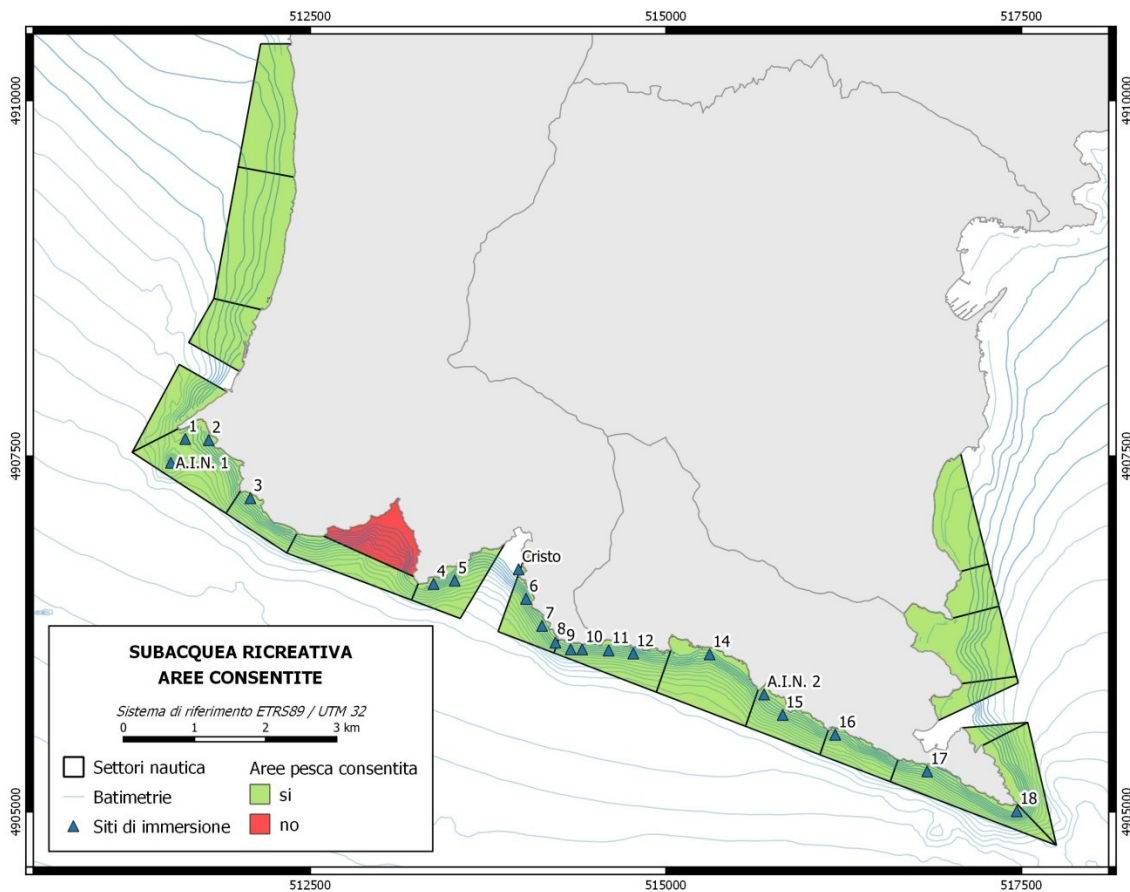 512500 515000 517500
4910000 4910000
1 2
4907500 4907500
A.I.N. 1
3
Cristo
4 5
6
7
8
9 10 11 12 14
A.I.N. 2
15
16
17
18
SUBACQUEA RICREATIVA
AREE CONSENTITE
Sistema di riferimento ETRS89 / UTM 32
0 1 2 3 km
Settori nautica
Batimetrie
Siti di immersione
Aree pesca consentita
si
no
4905000 4905000
512500 515000 517500